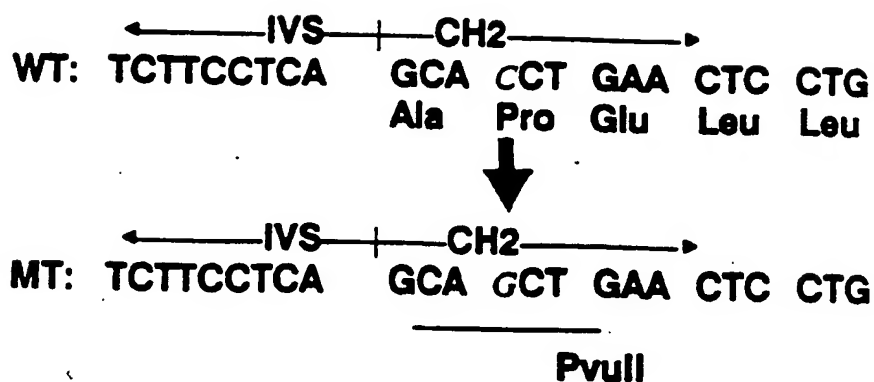 IVS CH2
WT: TCTTCCTCA GCA CCT GAA CTC CTG
Ala Pro Glu Leu Leu
IVS CH2
MT: TCTTCCTCA GCA GCT GAA CTC CTG
PvuII